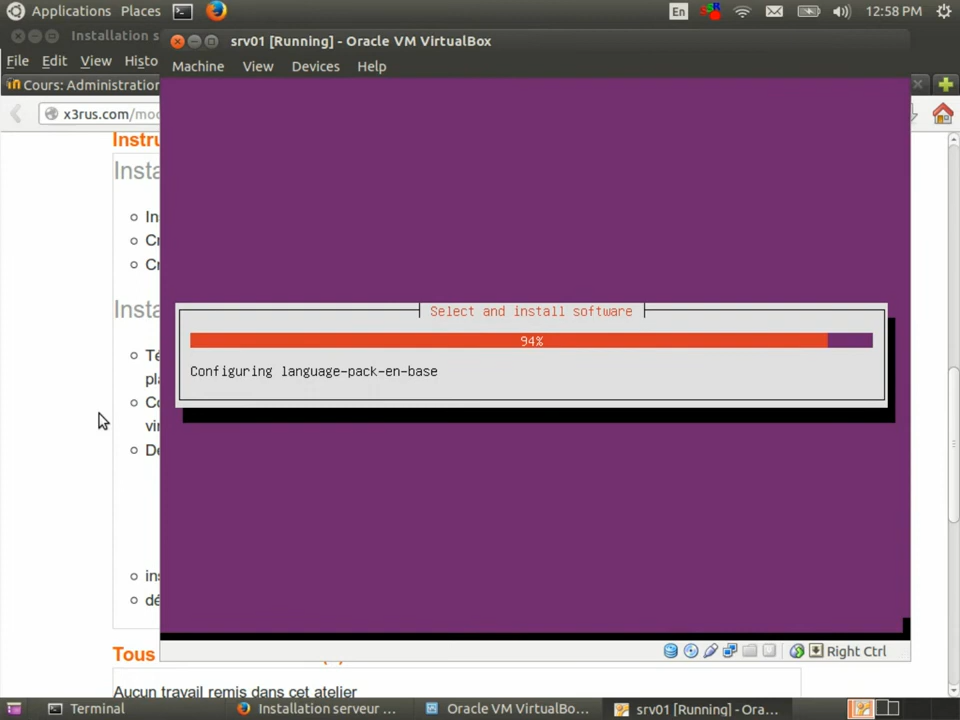 Applications Places En 12:58 PM
Installation s
srv01 [Running] - Oracle VM VirtualBox
File Edit View Histo
Machine View Devices Help
Cours: Administration
x3rus.com/mo
Instru
Insta
In
Cr
Cr
Insta
Té
pla
Co
vir
De
Select and install software
94%
Configuring language-pack-en-base
ins
dé
Right Ctrl
Tous
Aucun travail remis dans cet atelier
Terminal Installation serveur ... Oracle VM VirtualBo... srv01 [Running] - Ora...